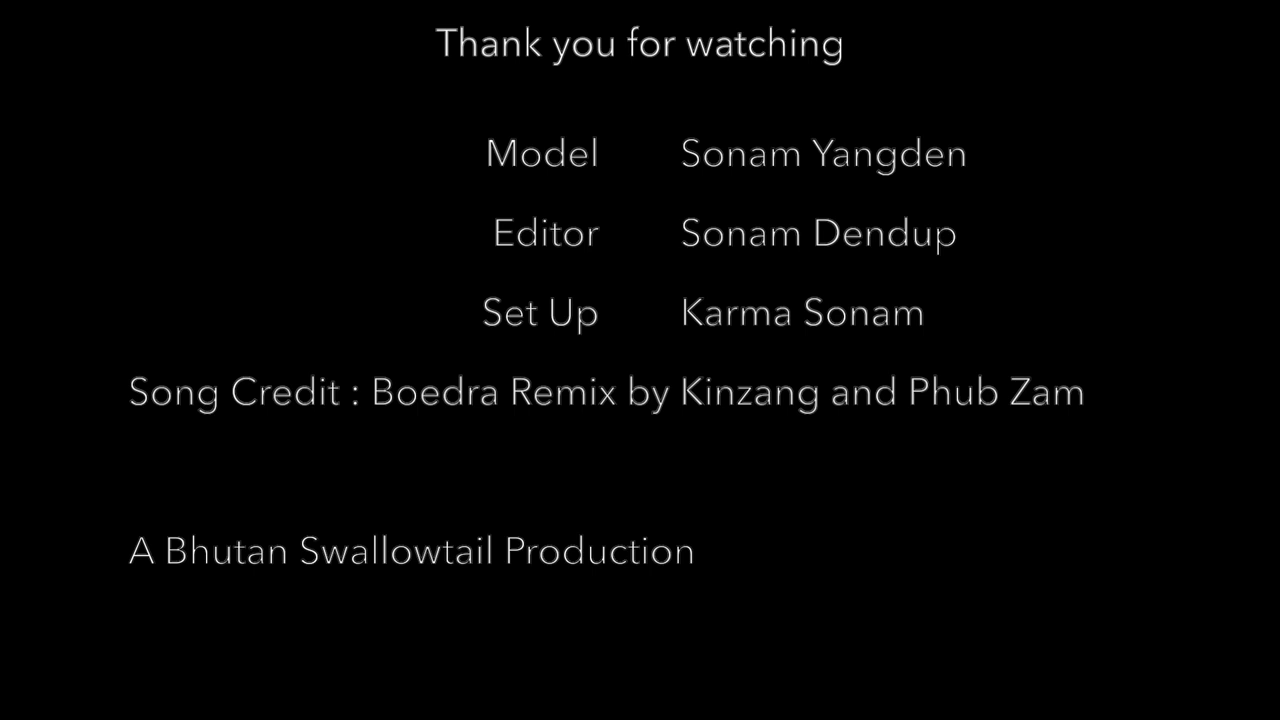 Thank you for watching
Model Sonam Yangden
Editor Sonam Dendup
Set Up Karma Sonam
Song Credit : Boedra Remix by Kinzang and Phub Zam
A Bhutan Swallowtail Production